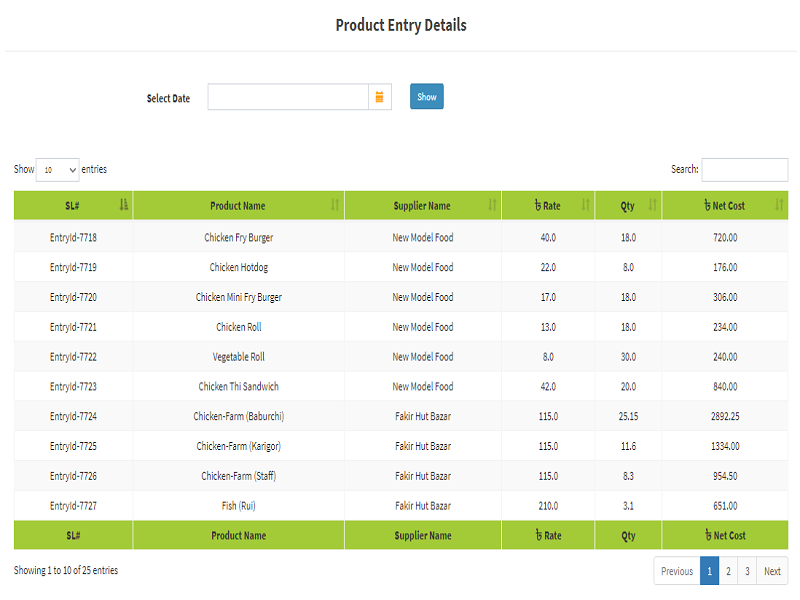 Product Entry Details
Select Date Show
Show 10 entries Search:
SL# Product Name Supplier Name ৳ Rate Qty ৳ Net Cost
EntryId-7718 Chicken Fry Burger New Model Food 40.0 18.0 720.00
EntryId-7719 Chicken Hotdog New Model Food 22.0 8.0 176.00
EntryId-7720 Chicken Mini Fry Burger New Model Food 17.0 18.0 306.00
EntryId-7721 Chicken Roll New Model Food 13.0 18.0 234.00
EntryId-7722 Vegetable Roll New Model Food 8.0 30.0 240.00
EntryId-7723 Chicken Thi Sandwich New Model Food 42.0 20.0 840.00
EntryId-7724 Chicken-Farm (Baburchi) Fakir Hut Bazar 115.0 25.15 2892.25
EntryId-7725 Chicken-Farm (Karigor) Fakir Hut Bazar 115.0 11.6 1334.00
EntryId-7726 Chicken-Farm (Staff) Fakir Hut Bazar 115.0 8.3 954.50
EntryId-7727 Fish (Rui) Fakir Hut Bazar 210.0 3.1 651.00
SL# Product Name Supplier Name ৳ Rate Qty ৳ Net Cost
Showing 1 to 10 of 25 entries Previous 1 2 3 Next